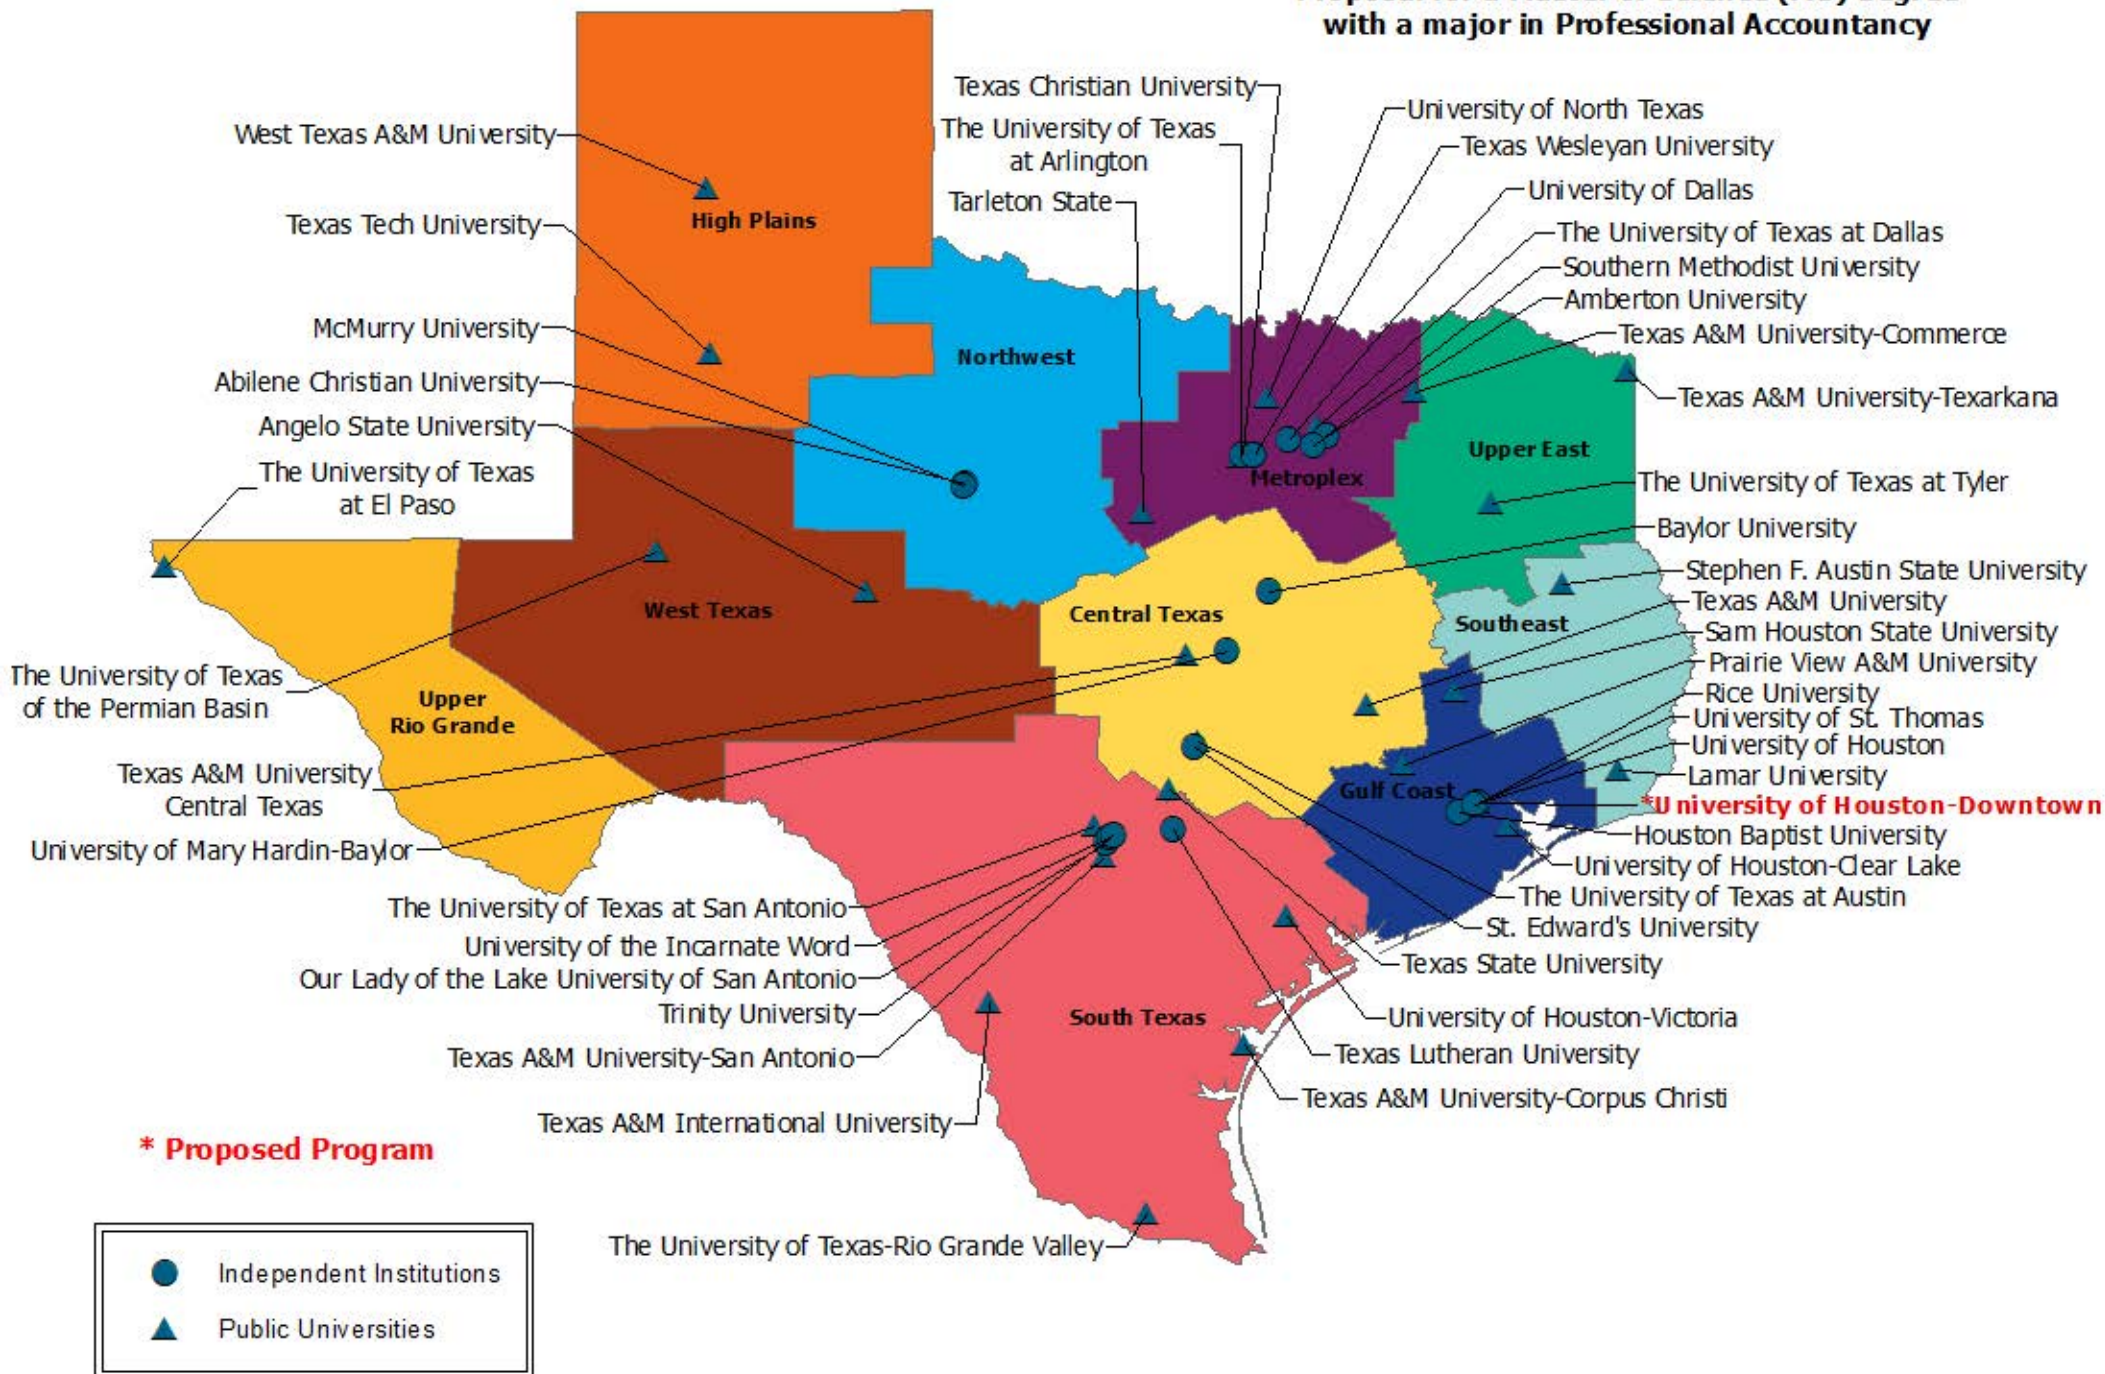 with a major in Professional Accountancy
Texas Christian University
The University of Texas
at Arlington
Tarleton State
University of North Texas
Texas Wesleyan University
University of Dallas
The University of Texas at Dallas
Southern Methodist University
Amberton University
Texas A&M University-Commerce
Texas A&M University-Texarkana
The University of Texas at Tyler
Baylor University
Stephen F. Austin State University
Texas A&M University
Sam Houston State University
Prairie View A&M University
Rice University
University of St. Thomas
University of Houston
Lamar University
*University of Houston-Downtown
Houston Baptist University
University of Houston-Clear Lake
The University of Texas at Austin
St. Edward's University
Texas State University
University of Houston-Victoria
Texas Lutheran University
Texas A&M University-Corpus Christi
West Texas A&M University
Texas Tech University
McMurry University
Abilene Christian University
Angelo State University
The University of Texas
at El Paso
The University of Texas
of the Permian Basin
Texas A&M University
Central Texas
University of Mary Hardin-Baylor
The University of Texas at San Antonio
University of the Incarnate Word
Our Lady of the Lake University of San Antonio
Trinity University
Texas A&M University-San Antonio
Texas A&M International University
The University of Texas-Rio Grande Valley
High Plains
Northwest
Metroplex
Upper East
West Texas
Central Texas
Southeast
Upper
Rio Grande
Gulf Coast
South Texas
* Proposed Program
Independent Institutions
Public Universities